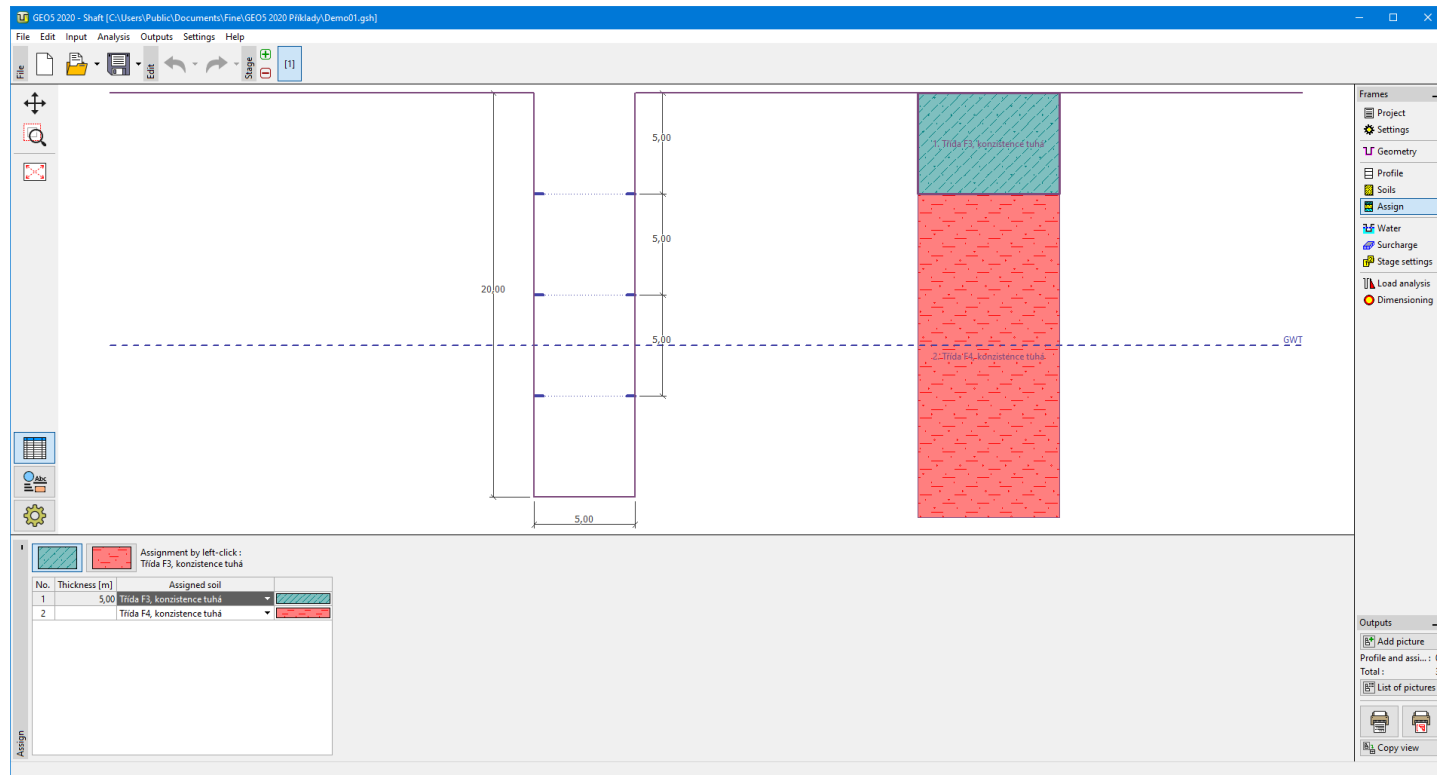 GEO5 2020 - Shaft [C:\Users\Public\Documents\Fine\GEO5 2020 Příklady\Demo01.gsh]
File Edit Input Analysis Outputs Settings Help
File
Edit
Stage
[1]
Frames
Project
Settings
Geometry
Profile
Soils
Assign
Water
Surcharge
Stage settings
Load analysis
Dimensioning
5,00
1. Třída F3, konzistence tuhá
5,00
20,00
5,00
GWT
2. Třída F4, konzistence tuhá
5,00
Abc
Assignment by left-click :
Třída F3, konzistence tuhá
No. Thickness [m] Assigned soil
1 5,00 Třída F3, konzistence tuhá
2 Třída F4, konzistence tuhá
Assign
Outputs
Add picture
Profile and assi... :
Total :
List of pictures
Copy view